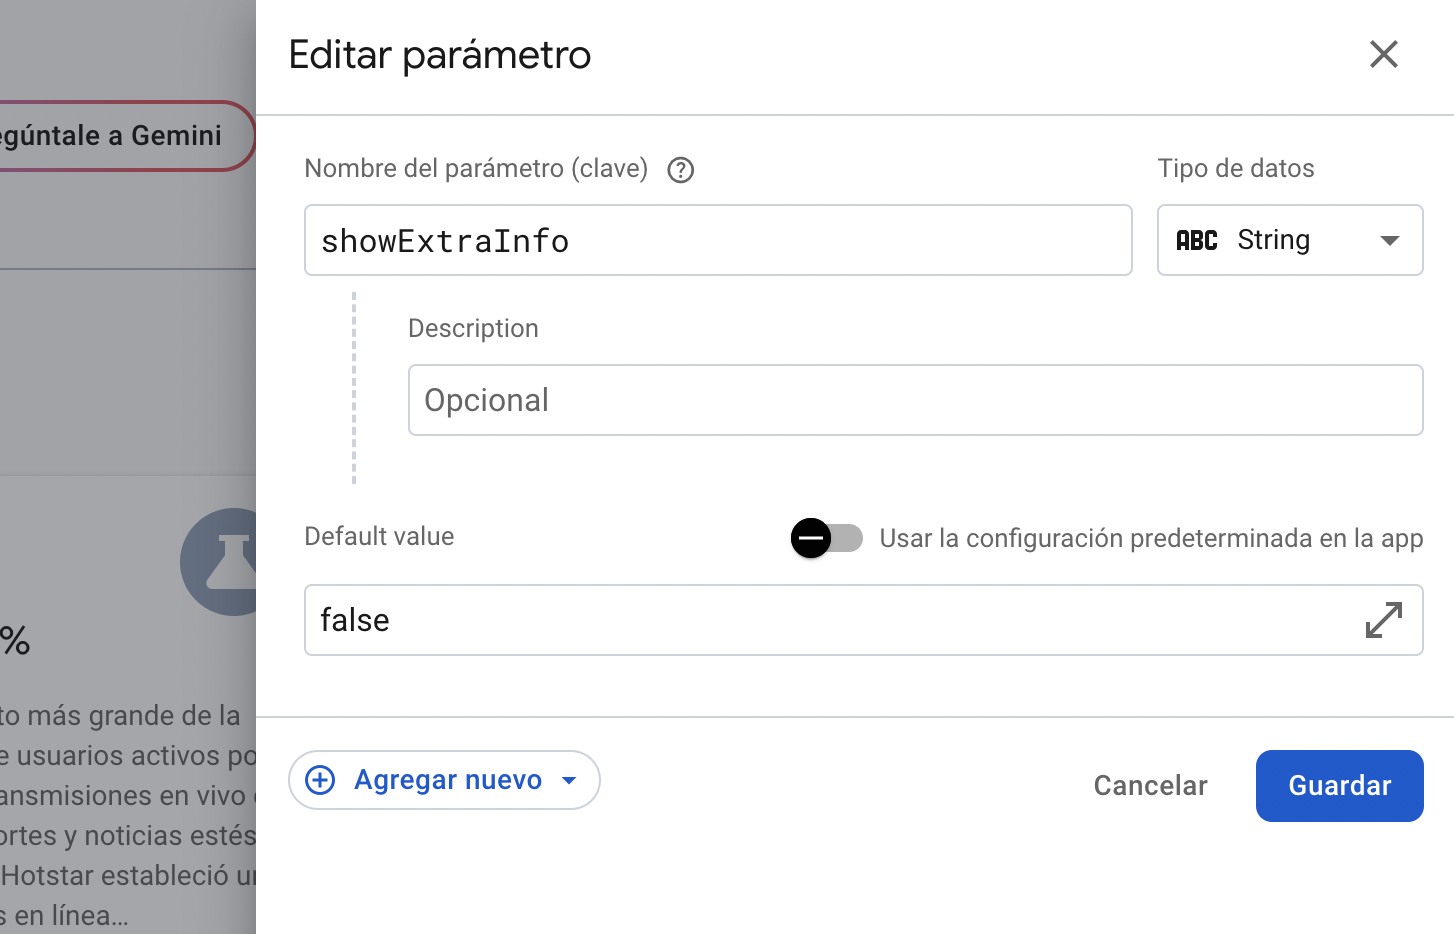 Editar parámetro
egúntale a Gemini
Nombre del parámetro (clave) ?
Tipo de datos
showExtraInfo
ABC String
Description
Opcional
Default value
Usar la configuración predeterminada en la app
false
%
to más grande de la
e usuarios activos po
ansmisiones en vivo
ortes y noticias estés
Hotstar estableció u
s en línea...
Agregar nuevo
Cancelar
Guardar